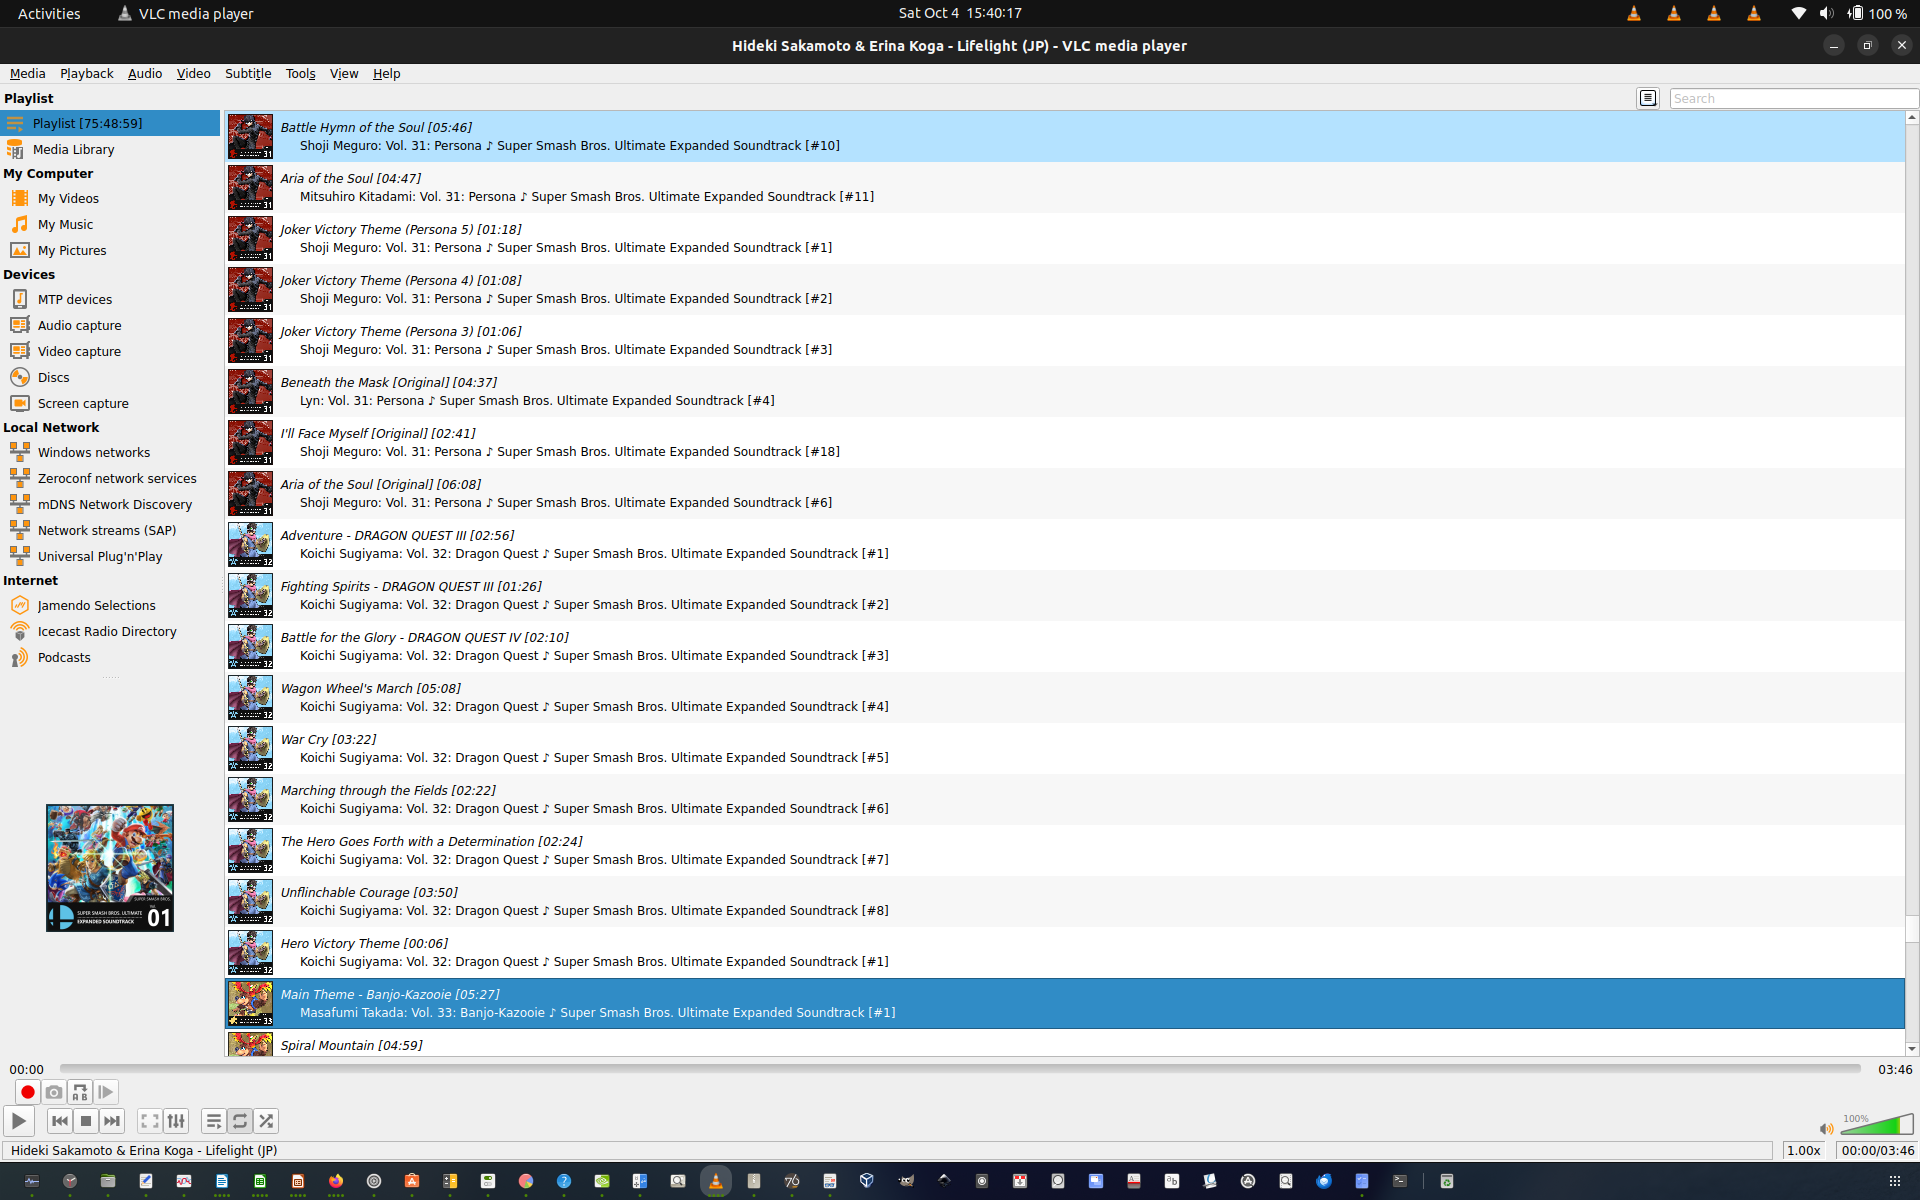 Activities
VLC media player
Sat Oct 4  15:40:17
100 %
Hideki Sakamoto & Erina Koga - Lifelight (JP) - VLC media player
Media Playback Audio Video Subtitle Tools View Help
Playlist
Search
Playlist [75:48:59]
Media Library
My Computer
My Videos
My Music
My Pictures
Devices
MTP devices
Audio capture
Video capture
Discs
Screen capture
Local Network
Windows networks
Zeroconf network services
mDNS Network Discovery
Network streams (SAP)
Universal Plug'n'Play
Internet
Jamendo Selections
Icecast Radio Directory
Podcasts
SUPER SMASH BROS. ULTIMATE
EXPANDED SOUNDTRACK
01
Battle Hymn of the Soul [05:46]
Shoji Meguro: Vol. 31: Persona ♪ Super Smash Bros. Ultimate Expanded Soundtrack [#10]
Aria of the Soul [04:47]
Mitsuhiro Kitadami: Vol. 31: Persona ♪ Super Smash Bros. Ultimate Expanded Soundtrack [#11]
Joker Victory Theme (Persona 5) [01:18]
Shoji Meguro: Vol. 31: Persona ♪ Super Smash Bros. Ultimate Expanded Soundtrack [#1]
Joker Victory Theme (Persona 4) [01:08]
Shoji Meguro: Vol. 31: Persona ♪ Super Smash Bros. Ultimate Expanded Soundtrack [#2]
Joker Victory Theme (Persona 3) [01:06]
Shoji Meguro: Vol. 31: Persona ♪ Super Smash Bros. Ultimate Expanded Soundtrack [#3]
Beneath the Mask [Original] [04:37]
Lyn: Vol. 31: Persona ♪ Super Smash Bros. Ultimate Expanded Soundtrack [#4]
I'll Face Myself [Original] [02:41]
Shoji Meguro: Vol. 31: Persona ♪ Super Smash Bros. Ultimate Expanded Soundtrack [#18]
Aria of the Soul [Original] [06:08]
Shoji Meguro: Vol. 31: Persona ♪ Super Smash Bros. Ultimate Expanded Soundtrack [#6]
Adventure - DRAGON QUEST III [02:56]
Koichi Sugiyama: Vol. 32: Dragon Quest ♪ Super Smash Bros. Ultimate Expanded Soundtrack [#1]
Fighting Spirits - DRAGON QUEST III [01:26]
Koichi Sugiyama: Vol. 32: Dragon Quest ♪ Super Smash Bros. Ultimate Expanded Soundtrack [#2]
Battle for the Glory - DRAGON QUEST IV [02:10]
Koichi Sugiyama: Vol. 32: Dragon Quest ♪ Super Smash Bros. Ultimate Expanded Soundtrack [#3]
Wagon Wheel's March [05:08]
Koichi Sugiyama: Vol. 32: Dragon Quest ♪ Super Smash Bros. Ultimate Expanded Soundtrack [#4]
War Cry [03:22]
Koichi Sugiyama: Vol. 32: Dragon Quest ♪ Super Smash Bros. Ultimate Expanded Soundtrack [#5]
Marching through the Fields [02:22]
Koichi Sugiyama: Vol. 32: Dragon Quest ♪ Super Smash Bros. Ultimate Expanded Soundtrack [#6]
The Hero Goes Forth with a Determination [02:24]
Koichi Sugiyama: Vol. 32: Dragon Quest ♪ Super Smash Bros. Ultimate Expanded Soundtrack [#7]
Unflinchable Courage [03:50]
Koichi Sugiyama: Vol. 32: Dragon Quest ♪ Super Smash Bros. Ultimate Expanded Soundtrack [#8]
Hero Victory Theme [00:06]
Koichi Sugiyama: Vol. 32: Dragon Quest ♪ Super Smash Bros. Ultimate Expanded Soundtrack [#1]
Main Theme - Banjo-Kazooie [05:27]
Masafumi Takada: Vol. 33: Banjo-Kazooie ♪ Super Smash Bros. Ultimate Expanded Soundtrack [#1]
Spiral Mountain [04:59]
00:00
03:46
100%
Hideki Sakamoto & Erina Koga - Lifelight (JP)
1.00x
00:00/03:46